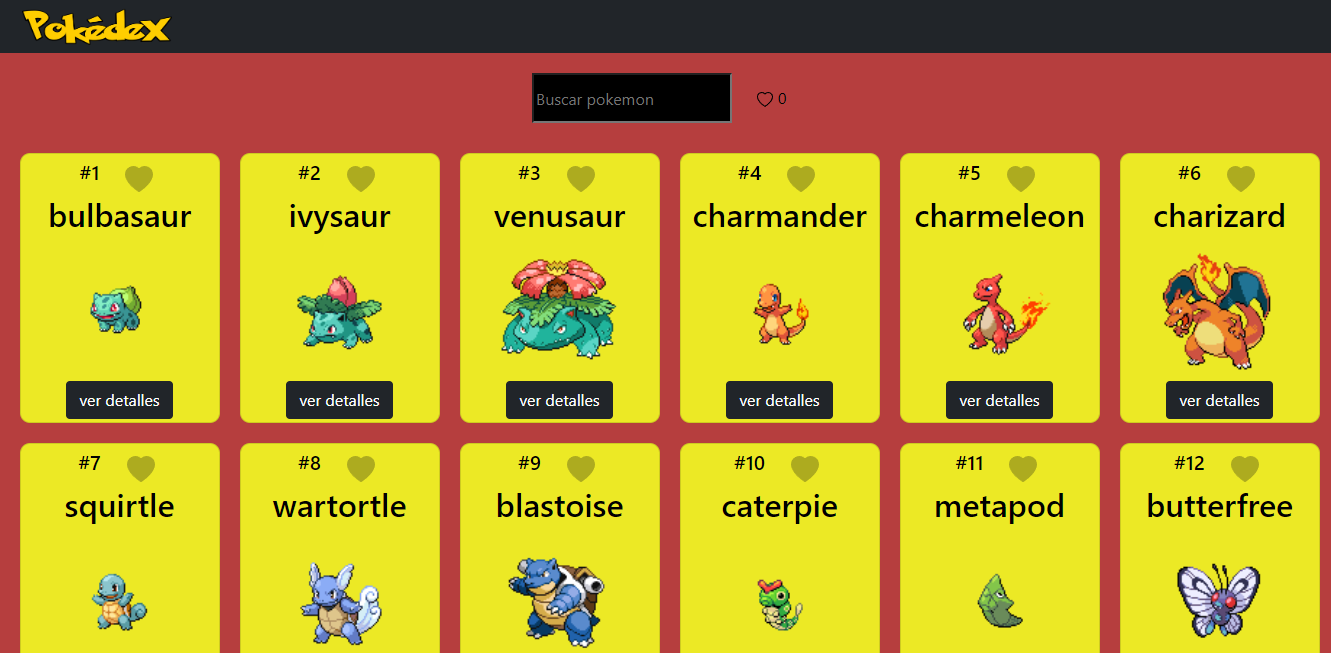 Pokédex
Buscar pokemon
0
#1 #2 #3 #4 #5 #6
bulbasaur ivysaur venusaur charmander charmeleon charizard
ver detalles ver detalles ver detalles ver detalles ver detalles ver detalles
#7 #8 #9 #10 #11 #12
squirtle wartortle blastoise caterpie metapod butterfree